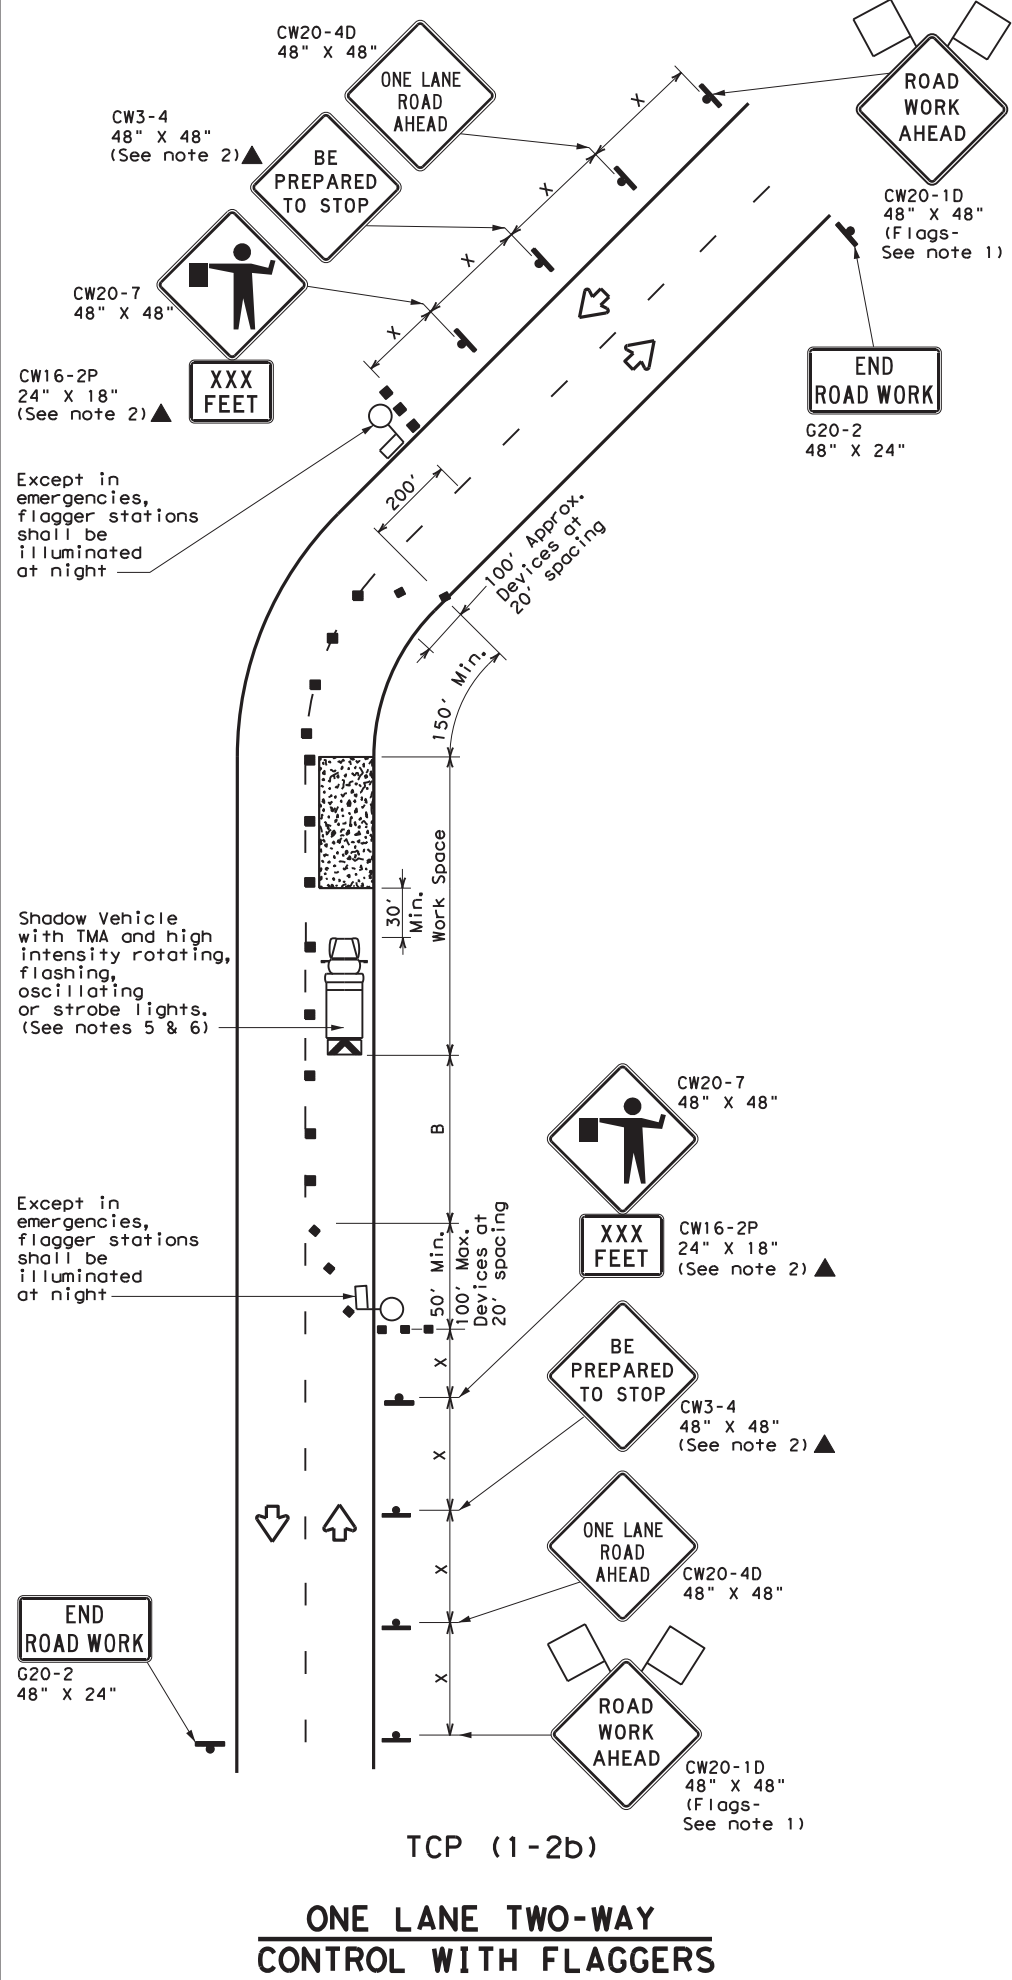 CW20-4D
48" X 48"
ONE LANE
ROAD
AHEAD
CW3-4
48" X 48"
(See note 2)
BE
PREPARED
TO STOP
CW20-7
48" X 48"
CW16-2P
24" X 18"
(See note 2)
XXX
FEET
X
X
X
X
ROAD
WORK
AHEAD
CW20-1D
48" X 48"
(Flags-
See note 1)
END
ROAD WORK
G20-2
48" X 24"
Except in
emergencies,
flagger stations
shall be
illuminated
at night
200'
100' Approx.
Devices at
20' spacing
150' Min.
Work Space
30'
Min.
Shadow Vehicle
with TMA and high
intensity rotating,
flashing,
oscillating
or strobe lights.
(See notes 5 & 6)
B
CW20-7
48" X 48"
XXX
FEET
CW16-2P
24" X 18"
(See note 2)
Except in
emergencies,
flagger stations
shall be
illuminated
at night
50' Min.
100' Max.
Devices at
20' spacing
X
X
X
X
BE
PREPARED
TO STOP
CW3-4
48" X 48"
(See note 2)
ONE LANE
ROAD
AHEAD
CW20-4D
48" X 48"
END
ROAD WORK
G20-2
48" X 24"
ROAD
WORK
AHEAD
CW20-1D
48" X 48"
(Flags-
See note 1)
TCP (1-2b)
ONE LANE TWO-WAY
CONTROL WITH FLAGGERS